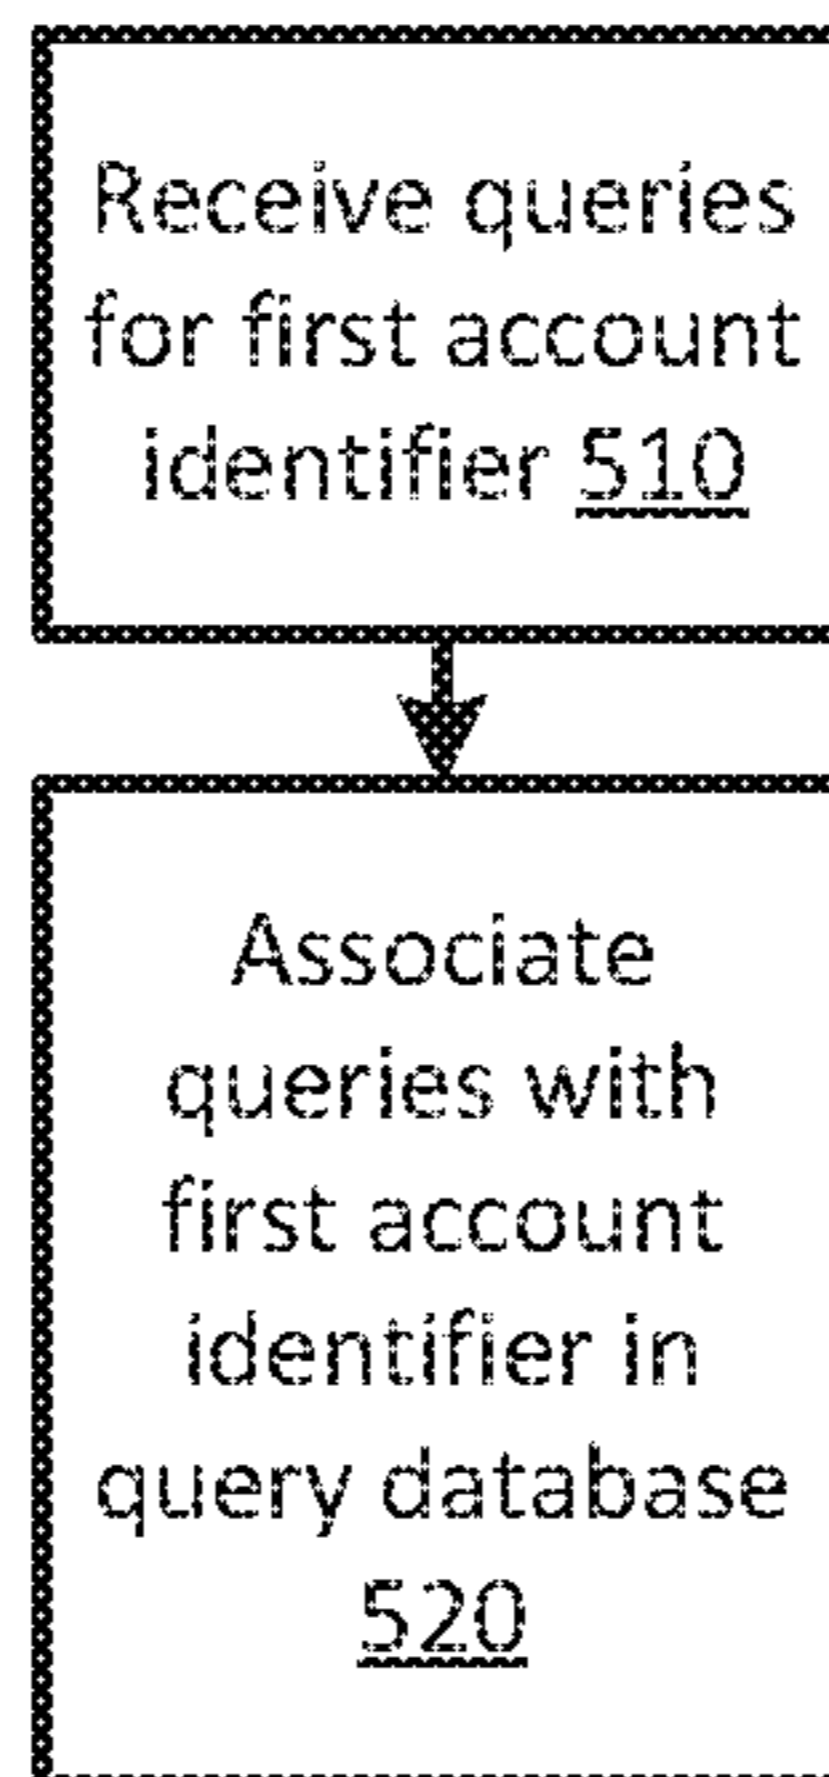 Receive queries
for first account
identifier 510
Associate
queries with
first account
identifier in
query database
520